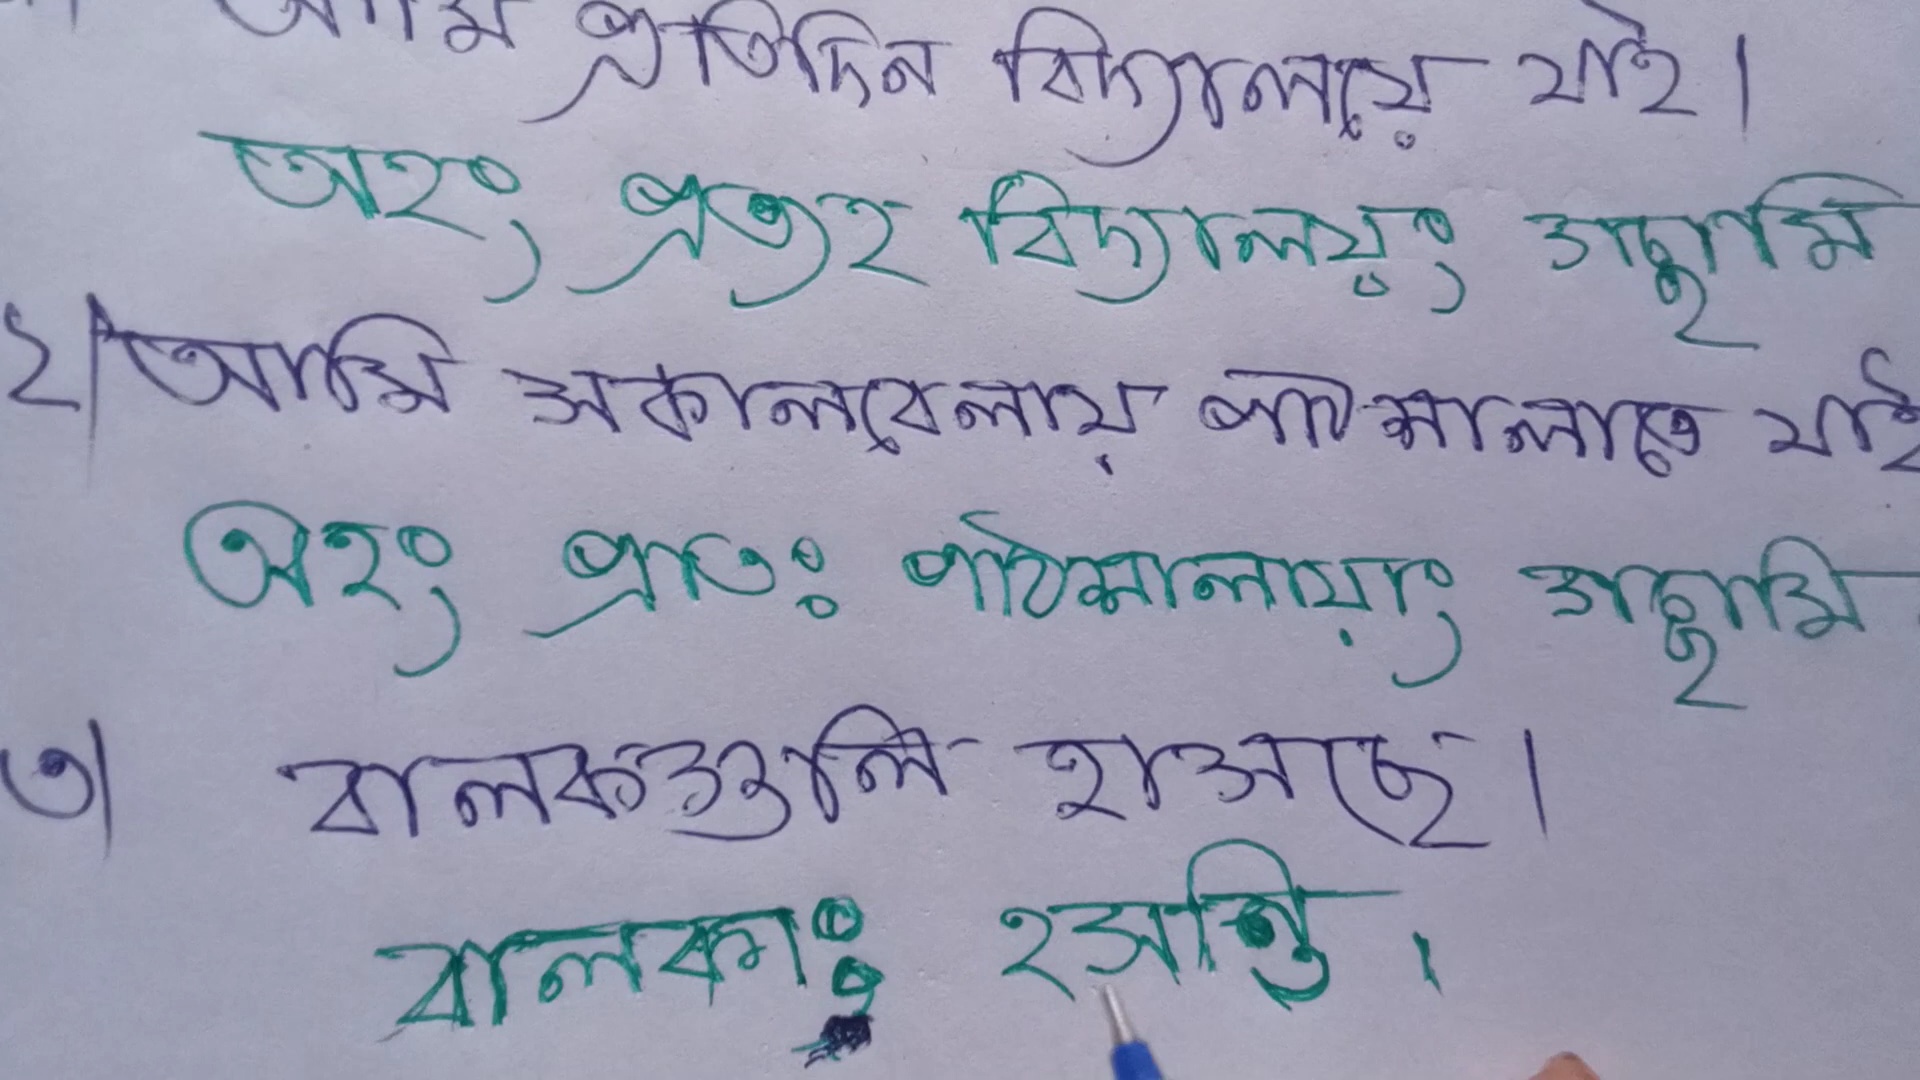 আমি প্রতিদিন বিদ্যালয়ে যাই।
অহং প্রত্যহ বিদ্যালয়ং গচ্ছামি
২। আমি সকালবেলায় পাঠশালাতে যাই
অহং প্রাতঃ পাঠশালায়াং গচ্ছামি
৩। বালকগুলি হাসছে।
বালকাঃ হসন্তি।